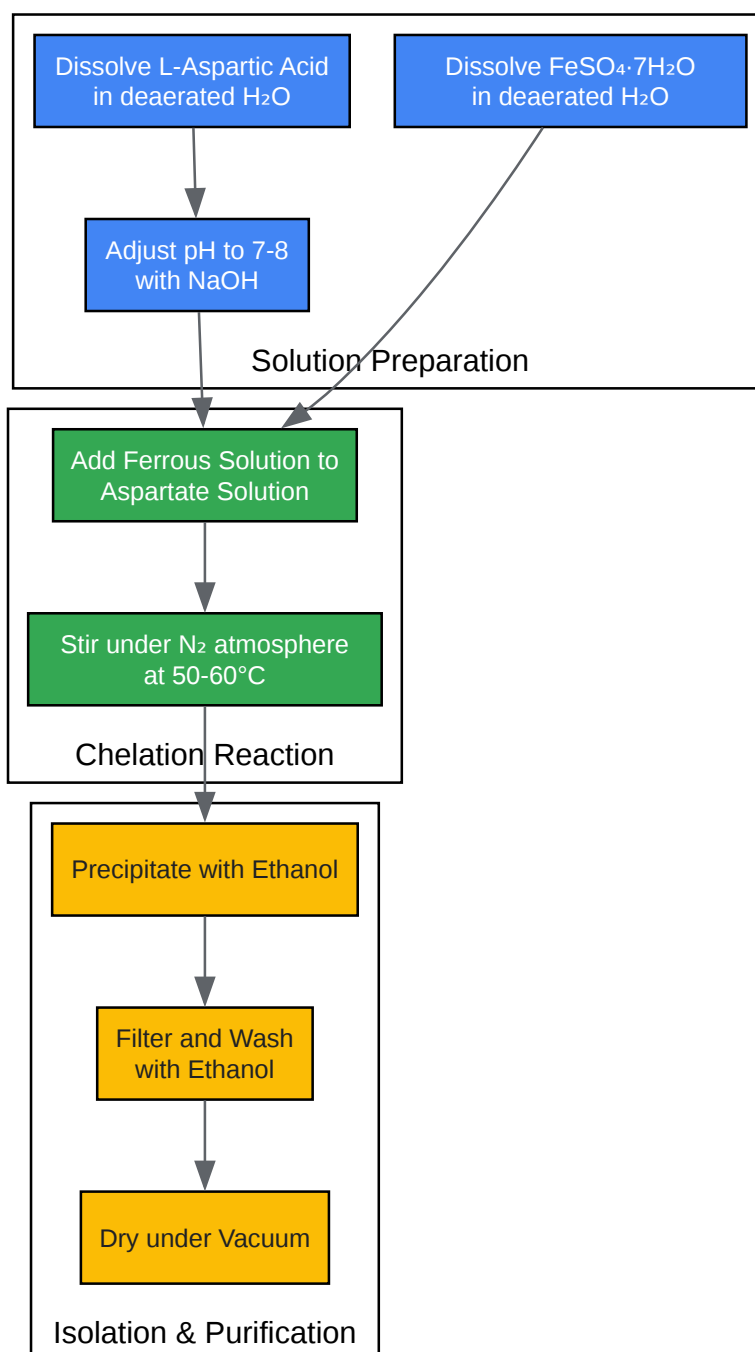 Dissolve L-Aspartic Acid
in deaerated H₂O
Dissolve FeSO₄·7H₂O
in deaerated H₂O
Adjust pH to 7-8
with NaOH
Solution Preparation
Add Ferrous Solution to
Aspartate Solution
Stir under N₂ atmosphere
at 50-60°C
Chelation Reaction
Precipitate with Ethanol
Filter and Wash
with Ethanol
Dry under Vacuum
Isolation & Purification